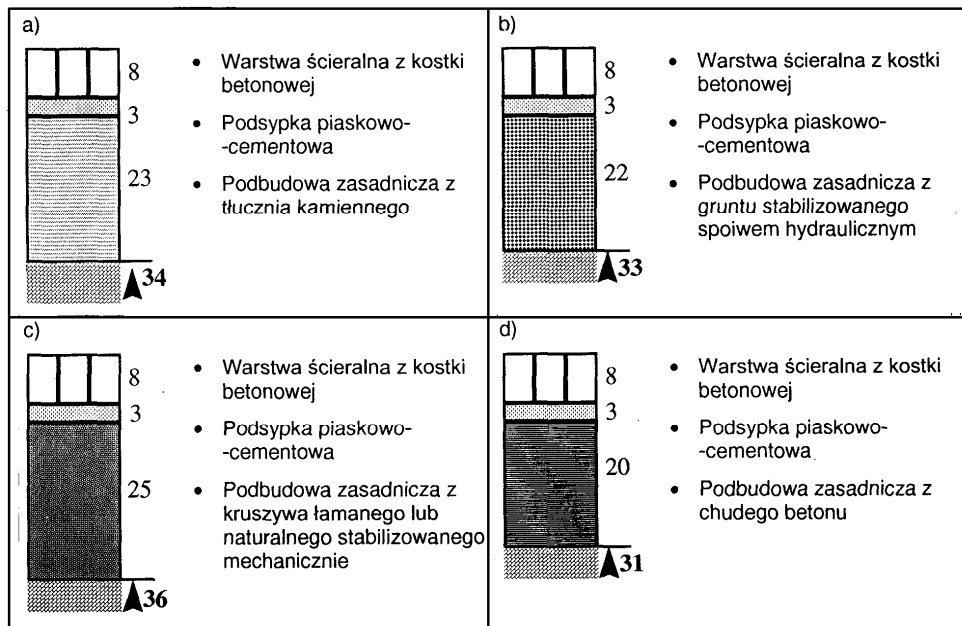 a)
8
3
23
34
• Warstwa ścieralna z kostki
betonowej
• Podsypka piaskowo-
-cementowa
• Podbudowa zasadnicza z
tłucznia kamiennego
b)
8
3
22
33
• Warstwa ścieralna z kostki
betonowej
• Podsypka piaskowo-
-cementowa
• Podbudowa zasadnicza z
gruntu stabilizowanego
spoiwem hydraulicznym
c)
8
3
25
36
• Warstwa ścieralna z kostki
betonowej
• Podsypka piaskowo-
-cementowa
• Podbudowa zasadnicza z
kruszywa łamanego lub
naturalnego stabilizowanego
mechanicznie
d)
8
3
20
31
• Warstwa ścieralna z kostki
betonowej
• Podsypka piaskowo-
-cementowa
• Podbudowa zasadnicza z
chudego betonu